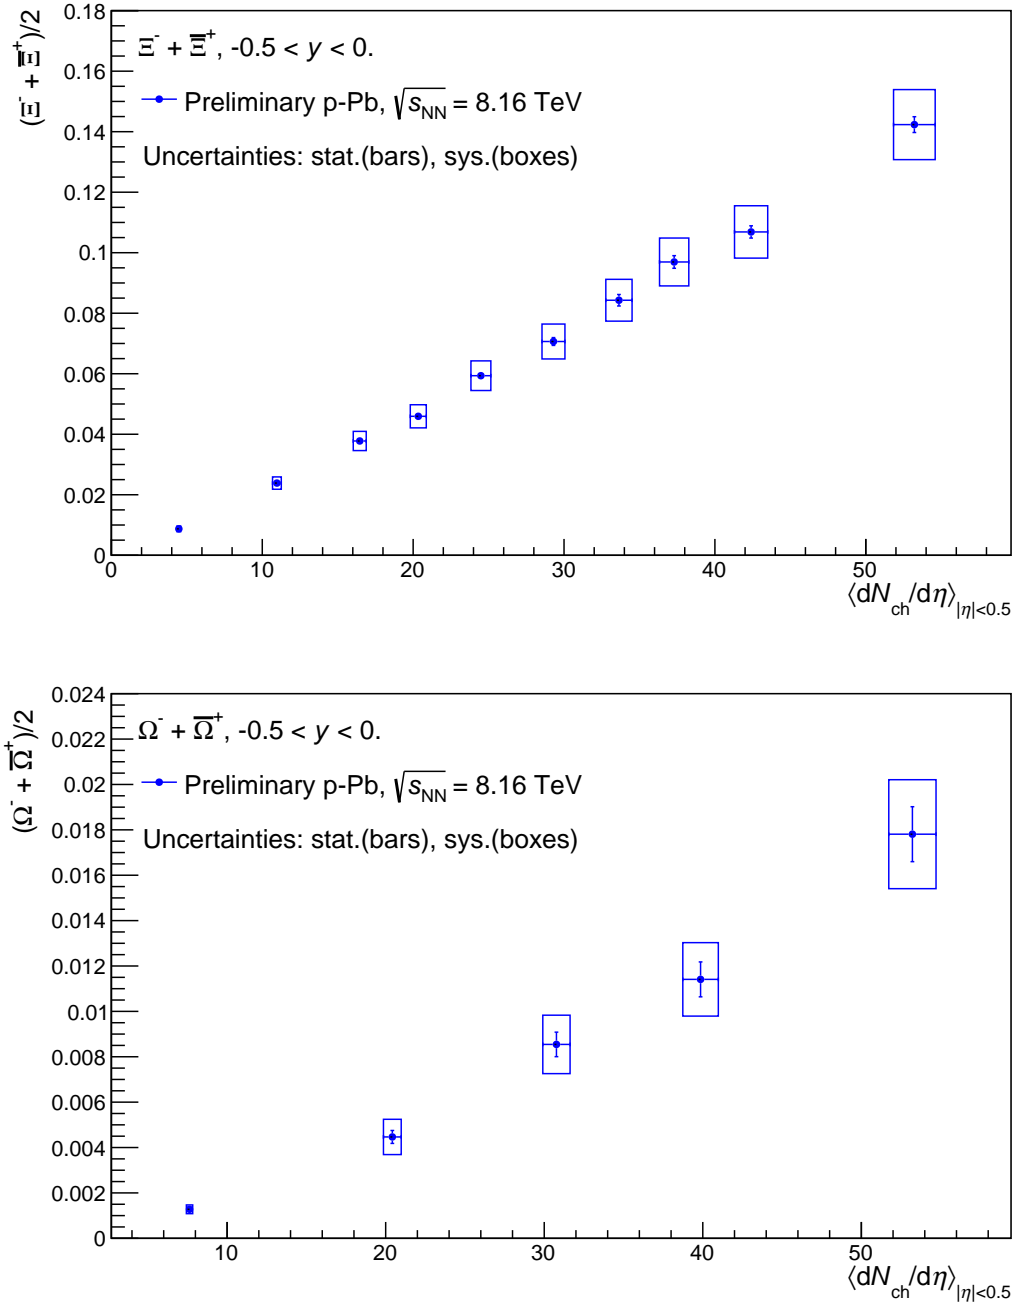 (Ξ⁻ + Ξ̅⁺)/2
0.18
0.16
0.14
0.12
0.1
0.08
0.06
0.04
0.02
0
Ξ⁻ + Ξ̅⁺, -0.5 < y < 0.
Preliminary p-Pb, √s_NN = 8.16 TeV
Uncertainties: stat.(bars), sys.(boxes)
0 10 20 30 40 50
⟨dN_ch/dη⟩_|η|<0.5
(Ω⁻ + Ω̅⁺)/2
0.024
0.022
0.02
0.018
0.016
0.014
0.012
0.01
0.008
0.006
0.004
0.002
0
Ω⁻ + Ω̅⁺, -0.5 < y < 0.
Preliminary p-Pb, √s_NN = 8.16 TeV
Uncertainties: stat.(bars), sys.(boxes)
10 20 30 40 50
⟨dN_ch/dη⟩_|η|<0.5